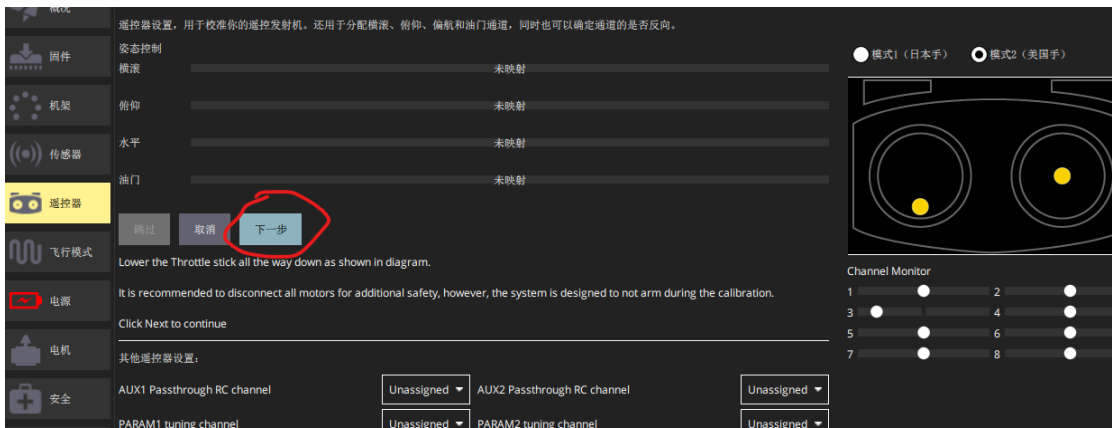 概况
固件
机架
传感器
遥控器
飞行模式
电源
电机
安全
遥控器设置，用于校准你的遥控发射机。还用于分配横滚、俯仰、偏航和油门通道，同时也可以确定通道的是否反向。
姿态控制
横滚 未映射
俯仰 未映射
水平 未映射
油门 未映射
跳过 取消 下一步
Lower the Throttle stick all the way down as shown in diagram.
It is recommended to disconnect all motors for additional safety, however, the system is designed to not arm during the calibration.
Click Next to continue
其他遥控器设置：
AUX1 Passthrough RC channel Unassigned AUX2 Passthrough RC channel Unassigned
PARAM1 tuning channel Unassigned PARAM2 tuning channel Unassigned
模式1（日本手） 模式2（美国手）
Channel Monitor
1 2
3 4
5 6
7 8